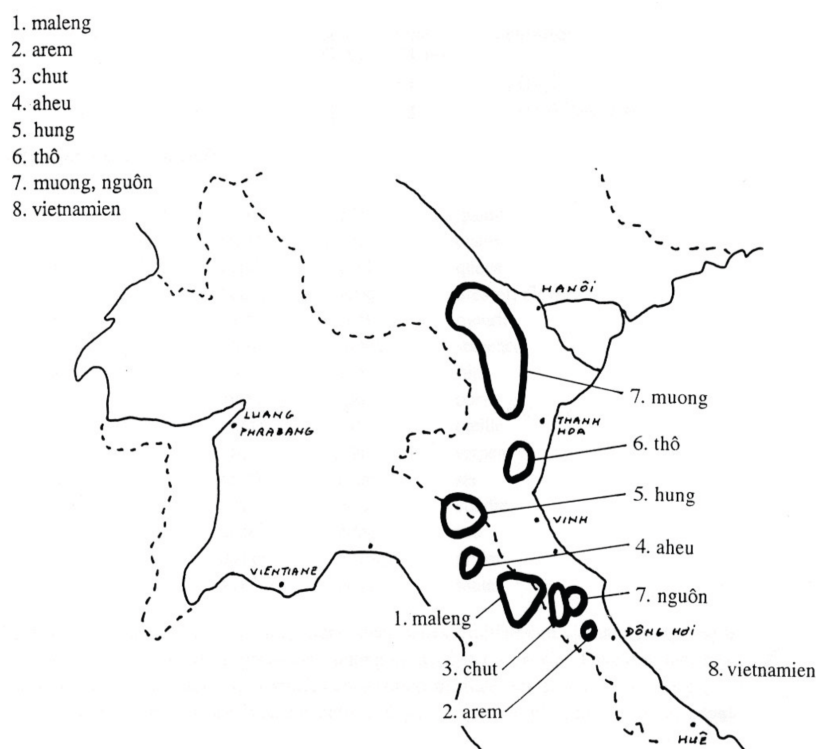 1. maleng
2. arem
3. chut
4. aheu
5. hung
6. thô
7. muong, nguôn
8. vietnamien
HANÔI
7. muong
LUANG
PHRABANG
THANH
HOA
6. thô
5. hung
VINH
4. aheu
VIENTIANE
7. nguôn
1. maleng
ĐÔNG HƠI
3. chut
8. vietnamien
2. arem
HUÊ